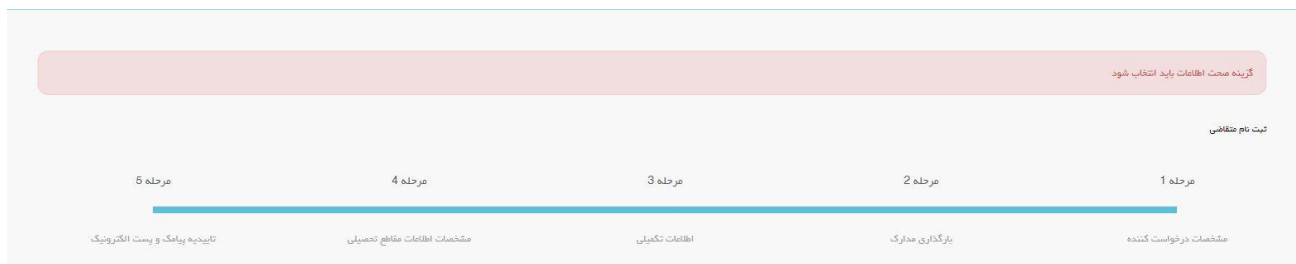 گزینه صحت اطلاعات باید انتخاب شود
ثبت نام متقاضی
مرحله 1 مرحله 2 مرحله 3 مرحله 4 مرحله 5
مشخصات درخواست کننده بارگذاری مدارک اطلاعات تکمیلی مشخصات اطلاعات مقاطع تحصیلی تاییدیه پیامک و پست الکترونیک